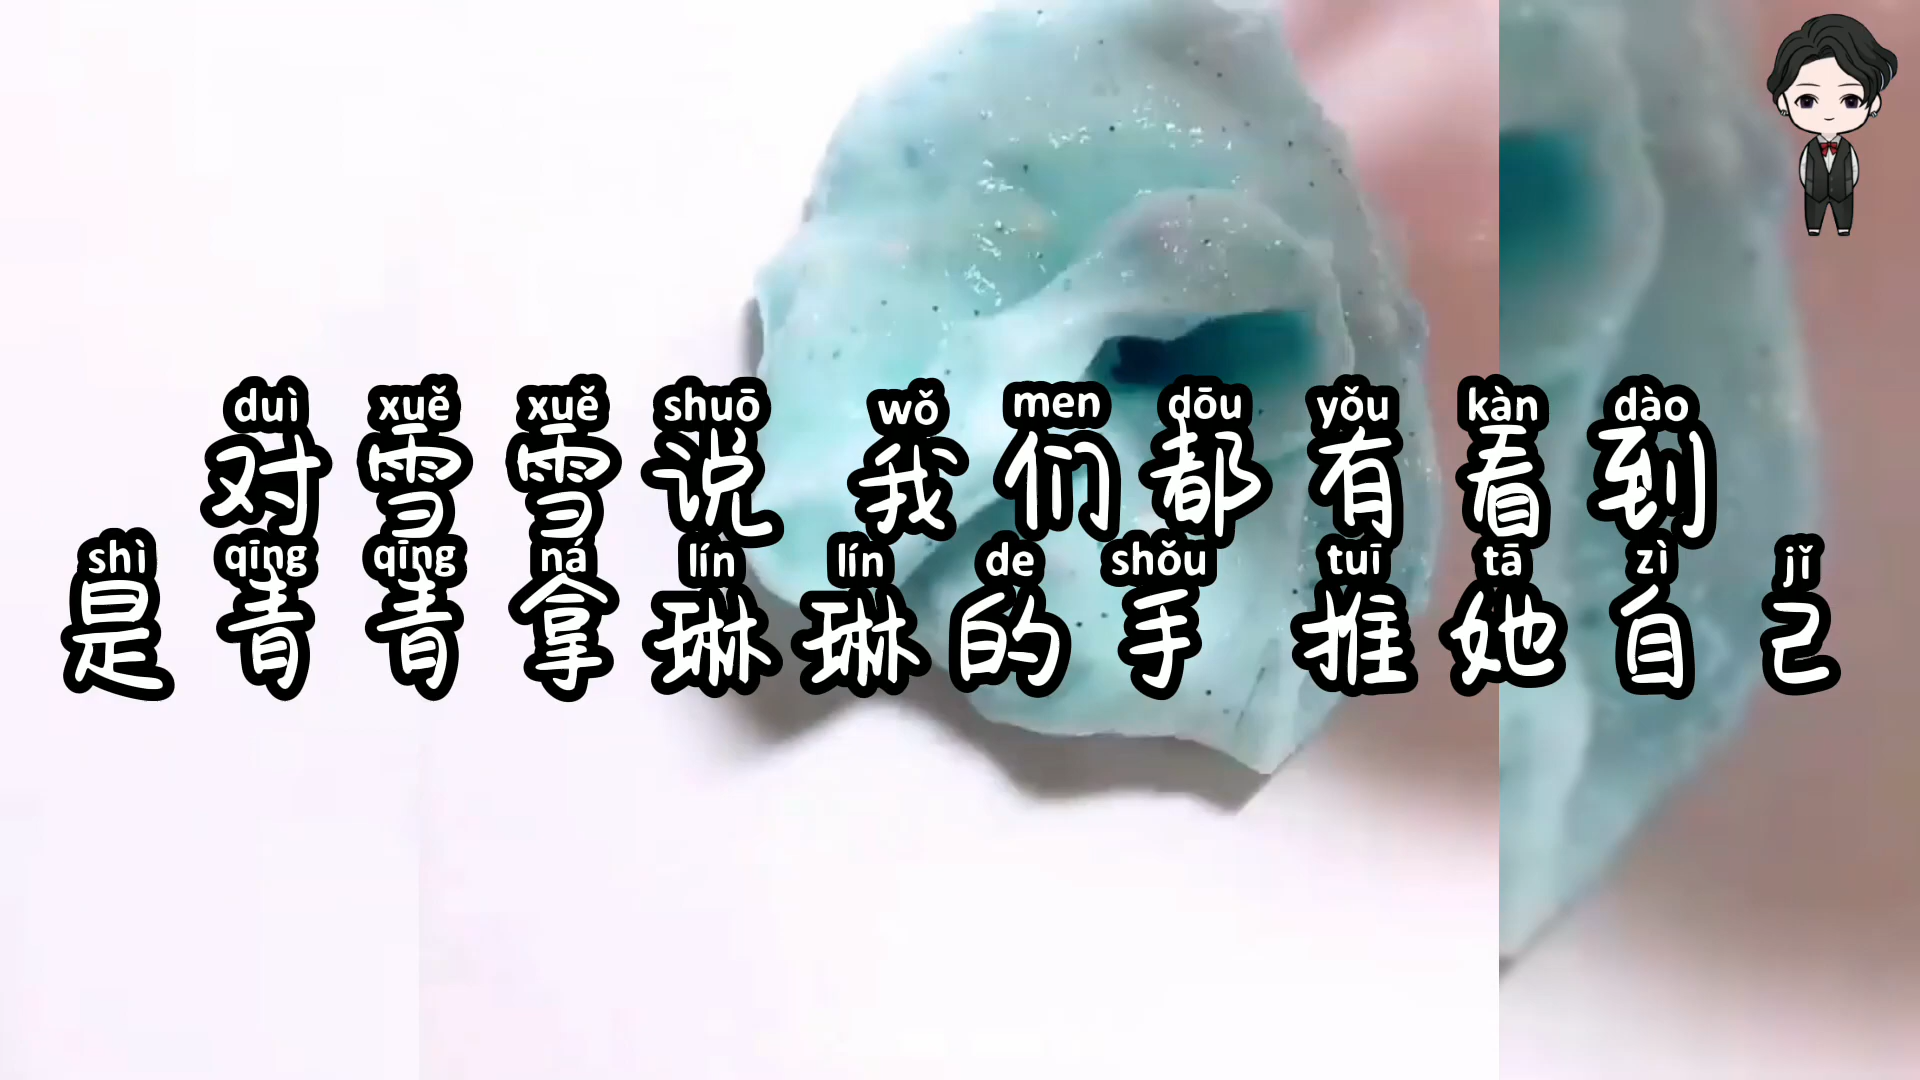 duì xuě xuě shuō wǒ men dōu yǒu kàn dào
对雪雪说 我们都有看到
shì qīng qīng ná lín lín de shǒu tuī tā zì jǐ
是青青拿琳琳的手推她自己